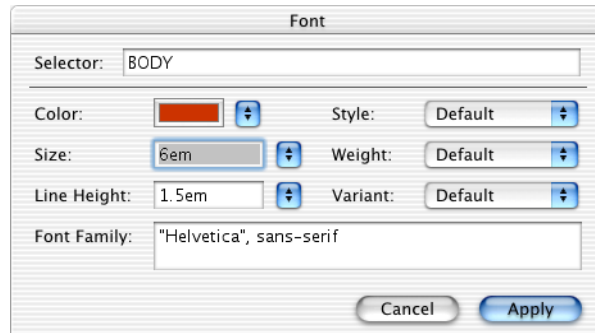 Font
Selector: BODY
Color: Style: Default
Size: 6em Weight: Default
Line Height: 1.5em Variant: Default
Font Family: "Helvetica", sans-serif
Cancel Apply